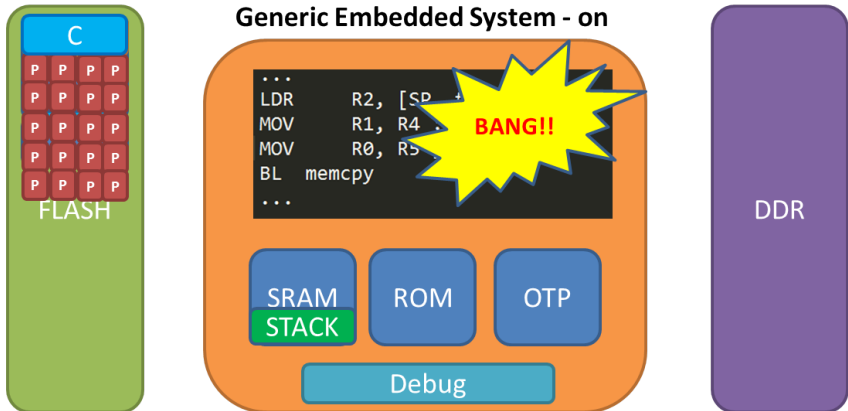 Generic Embedded System - on
C
P P P P
P P P P
P P P P
P P P P
P P P P
FLASH
...
LDR R2, [SP
MOV R1, R4
MOV R0, R5
BL memcpy
...
BANG!!
SRAM
STACK
ROM
OTP
Debug
DDR